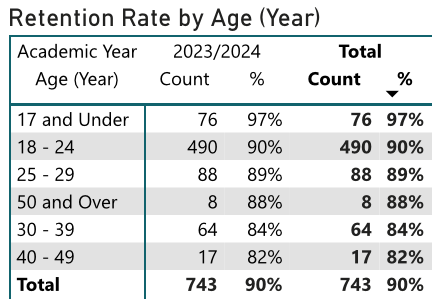 Retention Rate by Age (Year)
Academic Year 2023/2024 Total
Age (Year) Count % Count %
17 and Under 76 97% 76 97%
18 - 24 490 90% 490 90%
25 - 29 88 89% 88 89%
50 and Over 8 88% 8 88%
30 - 39 64 84% 64 84%
40 - 49 17 82% 17 82%
Total 743 90% 743 90%